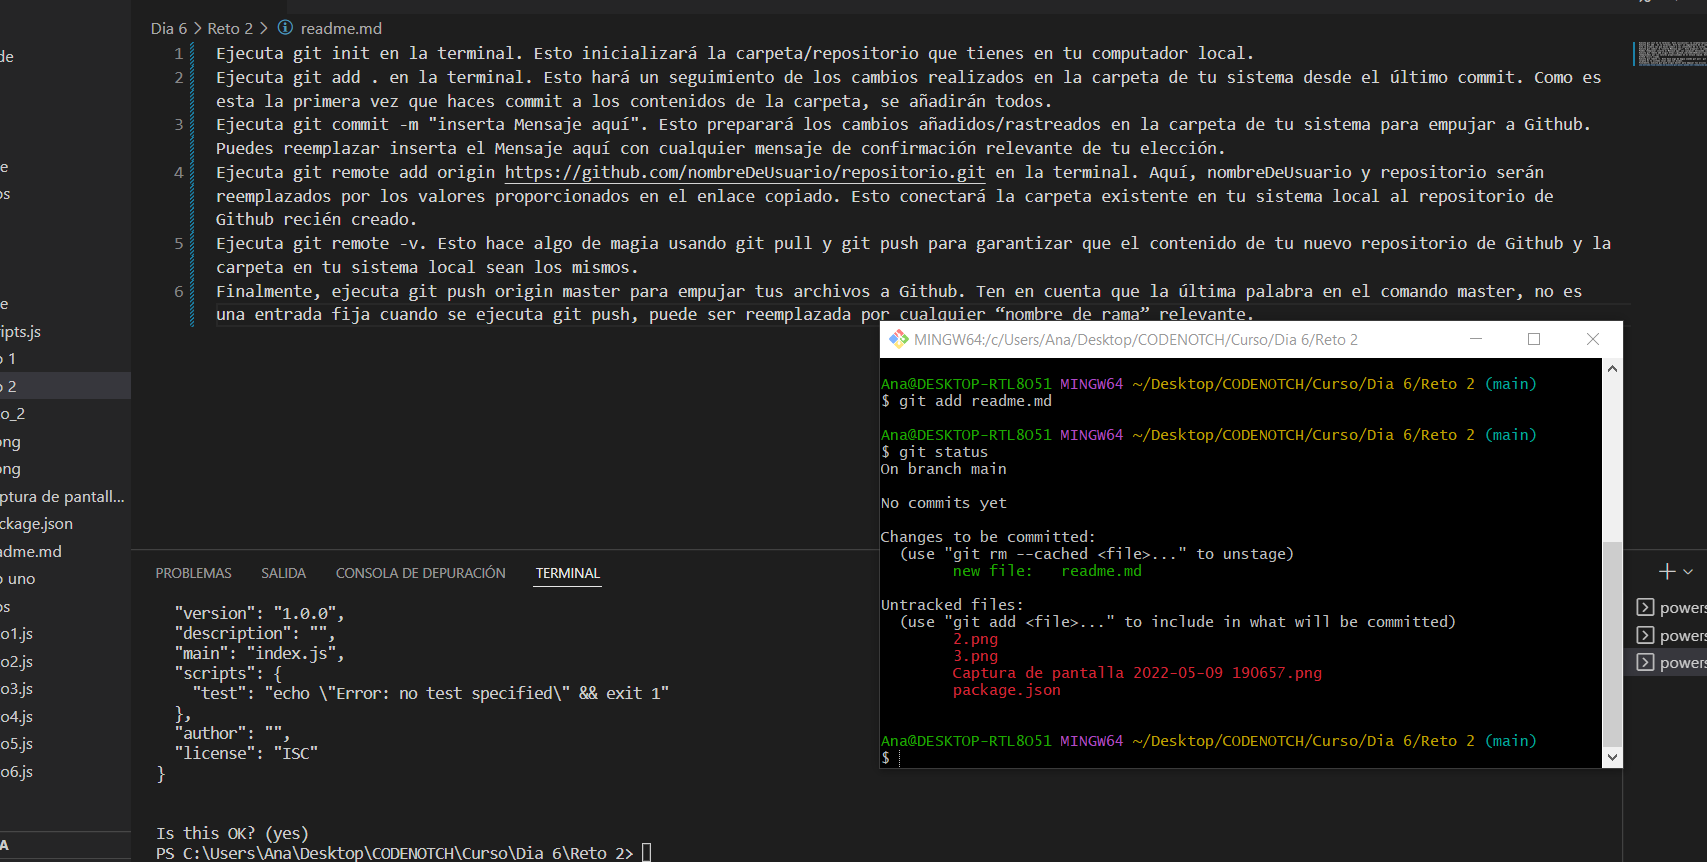 de
e
os
e
ripts.js
o 1
o 2
o_2
ong
ong
ptura de pantall...
ckage.json
adme.md
o uno
os
o1.js
o2.js
o3.js
o4.js
o5.js
o6.js
A
Dia 6 > Reto 2 > readme.md
1 Ejecuta git init en la terminal. Esto inicializará la carpeta/repositorio que tienes en tu computador local.
2 Ejecuta git add . en la terminal. Esto hará un seguimiento de los cambios realizados en la carpeta de tu sistema desde el último commit. Como es
esta la primera vez que haces commit a los contenidos de la carpeta, se añadirán todos.
3 Ejecuta git commit -m "inserta Mensaje aquí". Esto preparará los cambios añadidos/rastreados en la carpeta de tu sistema para empujar a Github.
Puedes reemplazar inserta el Mensaje aquí con cualquier mensaje de confirmación relevante de tu elección.
4 Ejecuta git remote add origin https://github.com/nombreDeUsuario/repositorio.git en la terminal. Aquí, nombreDeUsuario y repositorio serán
reemplazados por los valores proporcionados en el enlace copiado. Esto conectará la carpeta existente en tu sistema local al repositorio de
Github recién creado.
5 Ejecuta git remote -v. Esto hace algo de magia usando git pull y git push para garantizar que el contenido de tu nuevo repositorio de Github y la
carpeta en tu sistema local sean los mismos.
6 Finalmente, ejecuta git push origin master para empujar tus archivos a Github. Ten en cuenta que la última palabra en el comando master, no es
una entrada fija cuando se ejecuta git push, puede ser reemplazada por cualquier “nombre de rama” relevante.
MINGW64:/c/Users/Ana/Desktop/CODENOTCH/Curso/Dia 6/Reto 2
Ana@DESKTOP-RTL8O51 MINGW64 ~/Desktop/CODENOTCH/Curso/Dia 6/Reto 2 (main)
$ git add readme.md
Ana@DESKTOP-RTL8O51 MINGW64 ~/Desktop/CODENOTCH/Curso/Dia 6/Reto 2 (main)
$ git status
On branch main
No commits yet
Changes to be committed:
(use "git rm --cached <file>..." to unstage)
new file: readme.md
Untracked files:
(use "git add <file>..." to include in what will be committed)
2.png
3.png
Captura de pantalla 2022-05-09 190657.png
package.json
Ana@DESKTOP-RTL8O51 MINGW64 ~/Desktop/CODENOTCH/Curso/Dia 6/Reto 2 (main)
$
PROBLEMAS SALIDA CONSOLA DE DEPURACIÓN TERMINAL
"version": "1.0.0",
"description": "",
"main": "index.js",
"scripts": {
"test": "echo \"Error: no test specified\" && exit 1"
},
"author": "",
"license": "ISC"
}
Is this OK? (yes)
PS C:\Users\Ana\Desktop\CODENOTCH\Curso\Dia 6\Reto 2>
powers
powers
powers